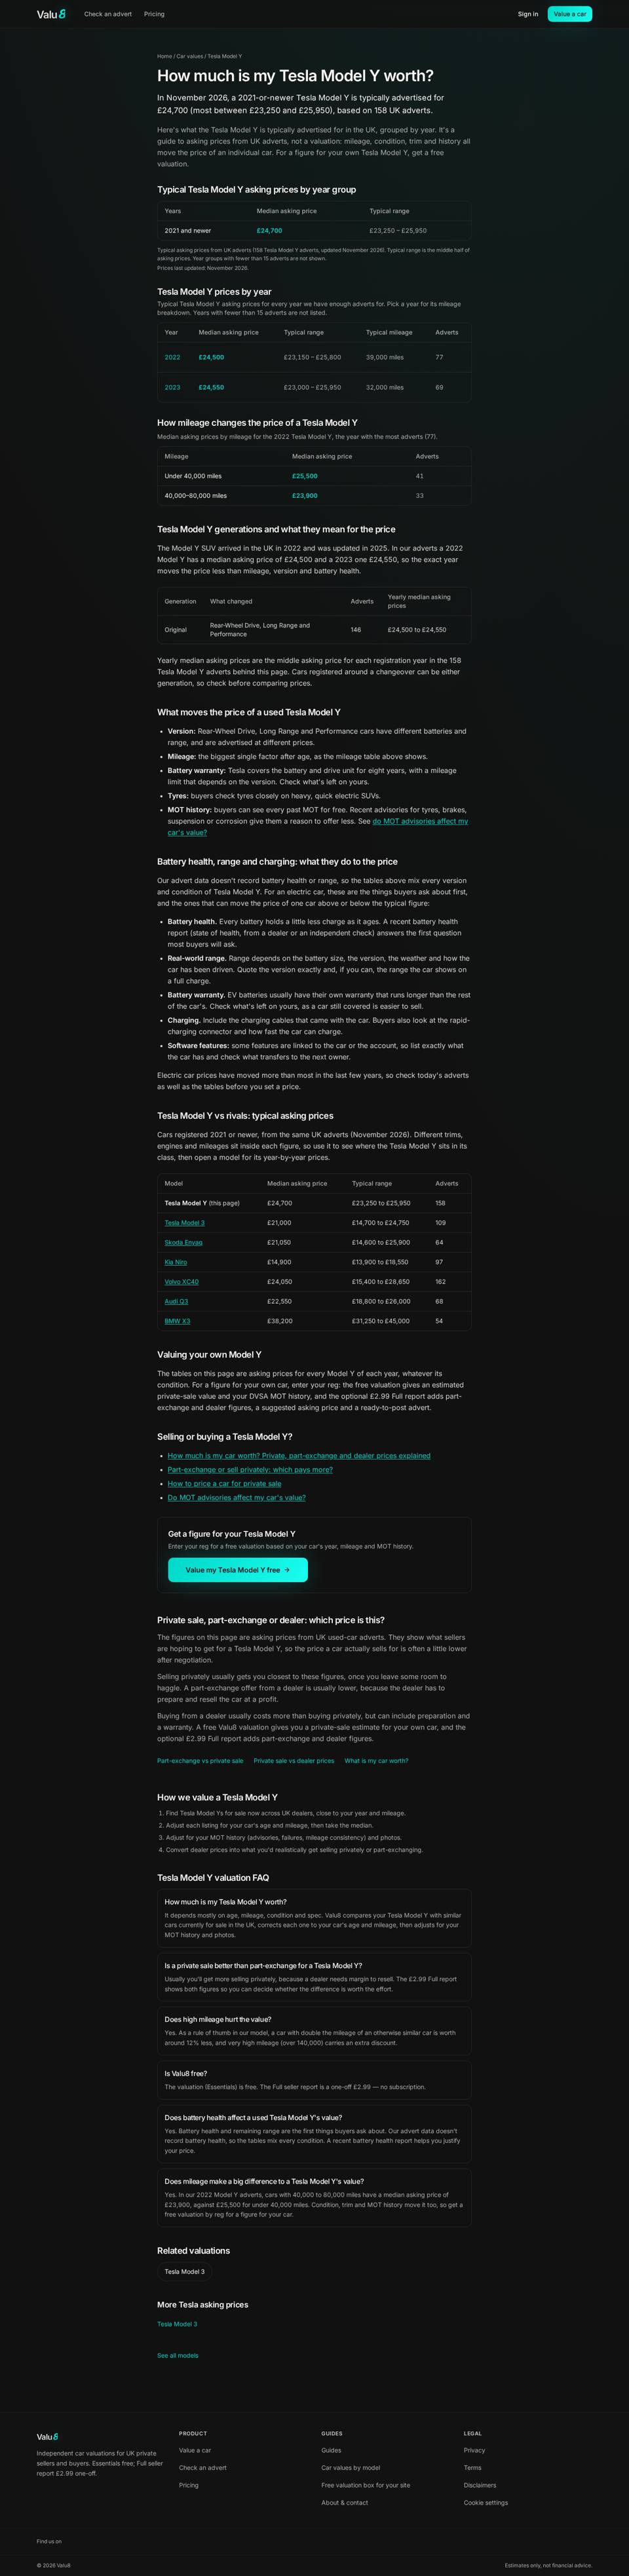 Valu8
Check an advert
Pricing
Sign in
Value a car
Home / Car values / Tesla Model Y
How much is my Tesla Model Y worth?
In November 2026, a 2021-or-newer Tesla Model Y is typically advertised for
£24,700 (most between £23,250 and £25,950), based on 158 UK adverts.
Here's what the Tesla Model Y is typically advertised for in the UK, grouped by year. It's a
guide to asking prices from UK adverts, not a valuation: mileage, condition, trim and history all
move the price of an individual car. For a figure for your own Tesla Model Y, get a free
valuation.
Typical Tesla Model Y asking prices by year group
Years Median asking price Typical range
2021 and newer £24,700 £23,250 – £25,950
Typical asking prices from UK adverts (158 Tesla Model Y adverts, updated November 2026). Typical range is the middle half of
asking prices. Year groups with fewer than 15 adverts are not shown.
Prices last updated: November 2026.
Tesla Model Y prices by year
Typical Tesla Model Y asking prices for every year we have enough adverts for. Pick a year for its mileage
breakdown. Years with fewer than 15 adverts are not listed.
Year Median asking price Typical range Typical mileage Adverts
2022 £24,500 £23,150 – £25,800 39,000 miles 77
2023 £24,550 £23,000 – £25,950 32,000 miles 69
How mileage changes the price of a Tesla Model Y
Median asking prices by mileage for the 2022 Tesla Model Y, the year with the most adverts (77).
Mileage Median asking price Adverts
Under 40,000 miles £25,500 41
40,000–80,000 miles £23,900 33
Tesla Model Y generations and what they mean for the price
The Model Y SUV arrived in the UK in 2022 and was updated in 2025. In our adverts a 2022
Model Y has a median asking price of £24,500 and a 2023 one £24,550, so the exact year
moves the price less than mileage, version and battery health.
Generation What changed Adverts Yearly median asking
prices
Original Rear-Wheel Drive, Long Range and
Performance 146 £24,500 to £24,550
Yearly median asking prices are the middle asking price for each registration year in the 158
Tesla Model Y adverts behind this page. Cars registered around a changeover can be either
generation, so check before comparing prices.
What moves the price of a used Tesla Model Y
• Version: Rear-Wheel Drive, Long Range and Performance cars have different batteries and
range, and are advertised at different prices.
• Mileage: the biggest single factor after age, as the mileage table above shows.
• Battery warranty: Tesla covers the battery and drive unit for eight years, with a mileage
limit that depends on the version. Check what's left on yours.
• Tyres: buyers check tyres closely on heavy, quick electric SUVs.
• MOT history: buyers can see every past MOT for free. Recent advisories for tyres, brakes,
suspension or corrosion give them a reason to offer less. See do MOT advisories affect my
car's value?
Battery health, range and charging: what they do to the price
Our advert data doesn't record battery health or range, so the tables above mix every version
and condition of Tesla Model Y. For an electric car, these are the things buyers ask about first,
and the ones that can move the price of one car above or below the typical figure:
• Battery health. Every battery holds a little less charge as it ages. A recent battery health
report (state of health, from a dealer or an independent check) answers the first question
most buyers will ask.
• Real-world range. Range depends on the battery size, the version, the weather and how the
car has been driven. Quote the version exactly and, if you can, the range the car shows on
a full charge.
• Battery warranty. EV batteries usually have their own warranty that runs longer than the rest
of the car's. Check what's left on yours, as a car still covered is easier to sell.
• Charging. Include the charging cables that came with the car. Buyers also look at the rapid-
charging connector and how fast the car can charge.
• Software features: some features are linked to the car or the account, so list exactly what
the car has and check what transfers to the next owner.
Electric car prices have moved more than most in the last few years, so check today's adverts
as well as the tables before you set a price.
Tesla Model Y vs rivals: typical asking prices
Cars registered 2021 or newer, from the same UK adverts (November 2026). Different trims,
engines and mileages sit inside each figure, so use it to see where the Tesla Model Y sits in its
class, then open a model for its year-by-year prices.
Model Median asking price Typical range Adverts
Tesla Model Y (this page) £24,700 £23,250 to £25,950 158
Tesla Model 3 £21,000 £14,700 to £24,750 109
Skoda Enyaq £21,050 £14,600 to £25,900 64
Kia Niro £14,900 £13,900 to £18,550 97
Volvo XC40 £24,050 £15,400 to £28,650 162
Audi Q3 £22,550 £18,800 to £26,000 68
BMW X3 £36,200 £31,250 to £45,000 54
Valuing your own Model Y
The tables on this page are asking prices for every Model Y of each year, whatever its
condition. For a figure for your own car, enter your reg: the free valuation gives an estimated
private-sale value and your DVSA MOT history, and the optional £2.99 Full report adds part-
exchange and dealer figures, a suggested asking price and a ready-to-post advert.
Selling or buying a Tesla Model Y?
• How much is my car worth? Private, part-exchange and dealer prices explained
• Part-exchange or sell privately: which pays more?
• How to price a car for private sale
• Do MOT advisories affect my car's value?
Get a figure for your Tesla Model Y
Enter your reg for a free valuation based on your car's year, mileage and MOT history.
Value my Tesla Model Y free →
Private sale, part-exchange or dealer: which price is this?
The figures on this page are asking prices from UK used-car adverts. They show what sellers
are hoping to get for a Tesla Model Y, so the price a car actually sells for is often a little lower
after negotiation.
Selling privately usually gets you closest to these figures, once you leave some room to
haggle. A part-exchange offer from a dealer is usually lower, because the dealer has to
prepare and resell the car at a profit.
Buying from a dealer usually costs more than buying privately, but can include preparation and
a warranty. A free Valu8 valuation gives you a private-sale estimate for your own car, and the
optional £2.99 Full report adds part-exchange and dealer figures.
Part-exchange vs private sale Private sale vs dealer prices What is my car worth?
How we value a Tesla Model Y
1. Find Tesla Model Ys for sale now across UK dealers, close to your year and mileage.
2. Adjust each listing for your car's age and mileage, then take the median.
3. Adjust for your MOT history (advisories, failures, mileage consistency) and photos.
4. Convert dealer prices into what you'd realistically get selling privately or part-exchanging.
Tesla Model Y valuation FAQ
How much is my Tesla Model Y worth?
It depends mostly on age, mileage, condition and spec. Valu8 compares your Tesla Model Y with similar
cars currently for sale in the UK, corrects each one to your car's age and mileage, then adjusts for your
MOT history and photos.
Is a private sale better than part-exchange for a Tesla Model Y?
Usually you'll get more selling privately, because a dealer needs margin to resell. The £2.99 Full report
shows both figures so you can decide whether the difference is worth the effort.
Does high mileage hurt the value?
Yes. As a rule of thumb in our model, a car with double the mileage of an otherwise similar car is worth
around 12% less, and very high mileage (over 140,000) carries an extra discount.
Is Valu8 free?
The valuation (Essentials) is free. The Full seller report is a one-off £2.99 — no subscription.
Does battery health affect a used Tesla Model Y's value?
Yes. Battery health and remaining range are the first things buyers ask about. Our advert data doesn't
record battery health, so the tables mix every condition. A recent battery health report helps you justify
your price.
Does mileage make a big difference to a Tesla Model Y's value?
Yes. In our 2022 Model Y adverts, cars with 40,000 to 80,000 miles have a median asking price of
£23,900, against £25,500 for under 40,000 miles. Condition, trim and MOT history move it too, so get a
free valuation by reg for a figure for your car.
Related valuations
Tesla Model 3
More Tesla asking prices
Tesla Model 3
See all models
Valu8
Independent car valuations for UK private
sellers and buyers. Essentials free; Full seller
report £2.99 one-off.
PRODUCT
Value a car
Check an advert
Pricing
GUIDES
Guides
Car values by model
Free valuation box for your site
About & contact
LEGAL
Privacy
Terms
Disclaimers
Cookie settings
Find us on
© 2026 Valu8
Estimates only, not financial advice.